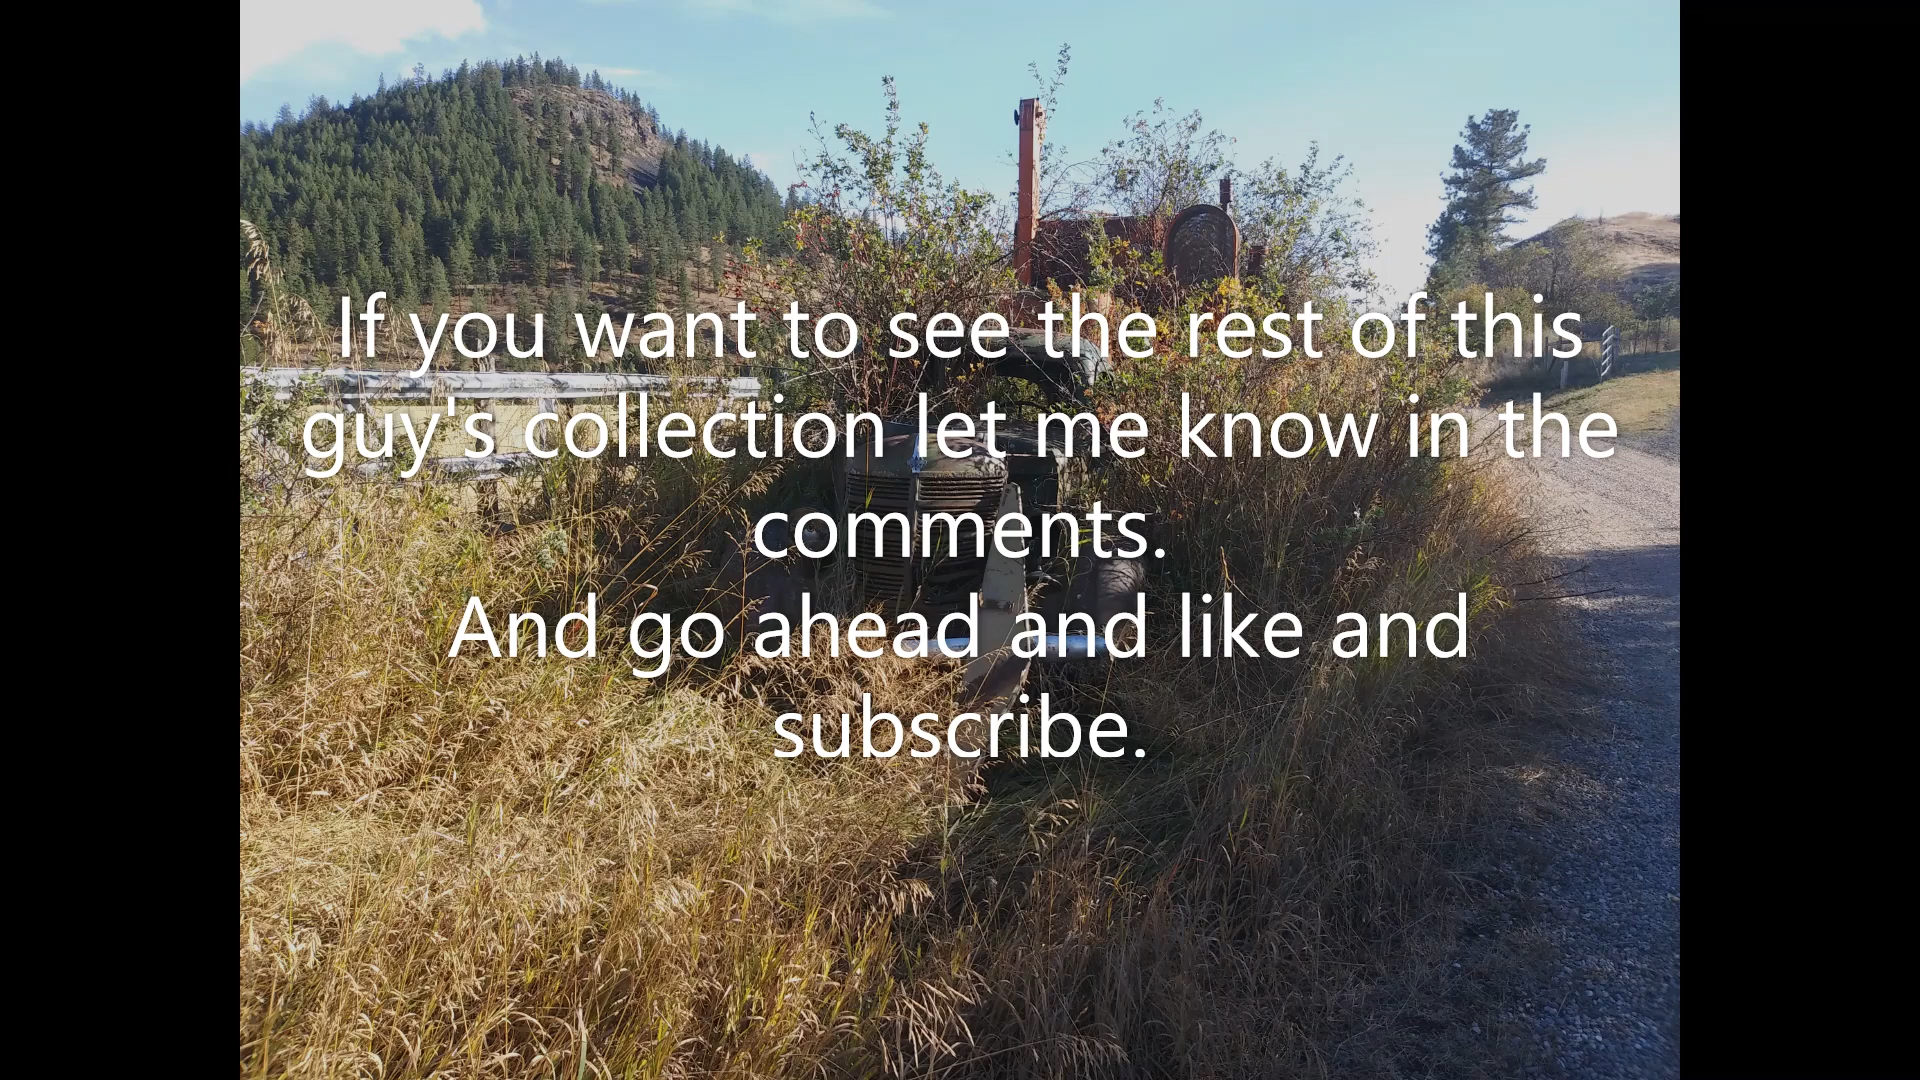 If you want to see the rest of this
guy's collection let me know in the
comments.
And go ahead and like and
subscribe.